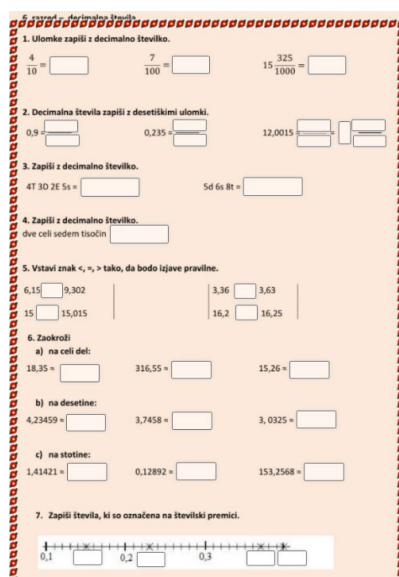 6. razred – decimalna števila
1. Ulomke zapiši z decimalno številko.
4/10 = 7/100 = 15 325/1000 =
2. Decimalna števila zapiši z desetiškimi ulomki.
0,9 = 0,235 = 12,0015 = =
3. Zapiši z decimalno številko.
4T 3D 2E 5s = 5d 6s 8t =
4. Zapiši z decimalno številko.
dve celi sedem tisočin
5. Vstavi znak <, =, > tako, da bodo izjave pravilne.
6,15 9,302 3,36 3,63
15 15,015 16,2 16,25
6. Zaokroži
a) na celi del:
18,35 ≈ 316,55 ≈ 15,26 ≈
b) na desetine:
4,23459 ≈ 3,7458 ≈ 3, 0325 ≈
c) na stotine:
1,41421 ≈ 0,12892 ≈ 153,2568 ≈
7. Zapiši števila, ki so označena na številski premici.
0,1 0,2 0,3